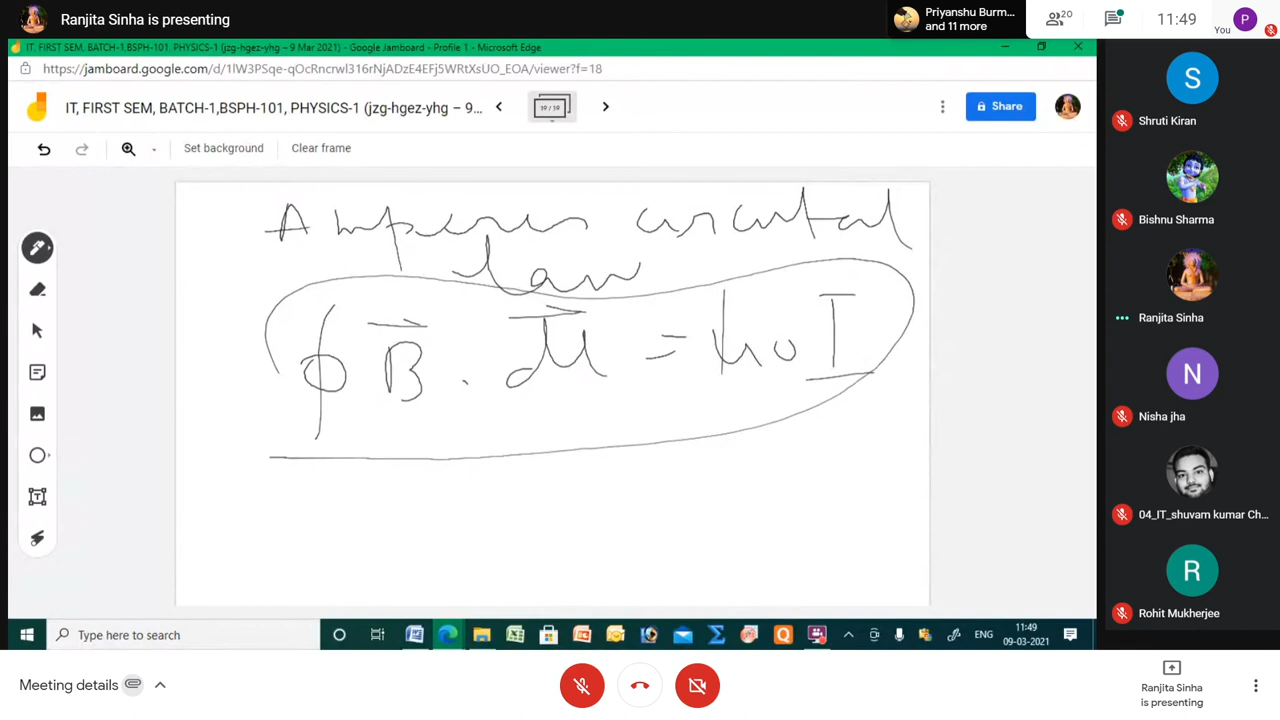 Ranjita Sinha is presenting
Priyanshu Burm...
and 11 more
20
11:49
You
P
IT. FIRST SEM, BATCH-1,BSPH-101, PHYSICS-1 (jzg-hgez-yhg – 9 Mar 2021) - Google Jamboard - Profile 1 - Microsoft Edge
https://jamboard.google.com/d/1lW3PSqe-qOcRncrwl316rNjADzE4EFj5WRtXsUO_EOA/viewer?f=18
IT, FIRST SEM, BATCH-1,BSPH-101, PHYSICS-1 (jzg-hgez-yhg – 9...
19 / 19
Share
Set background
Clear frame
Amperes circutal
law
∮ B⃗ . dl⃗ = μ0 I
S
Shruti Kiran
Bishnu Sharma
Ranjita Sinha
N
Nisha jha
04_IT_shuvam kumar Ch...
R
Rohit Mukherjee
Type here to search
ENG
11:49
09-03-2021
Meeting details
Ranjita Sinha
is presenting